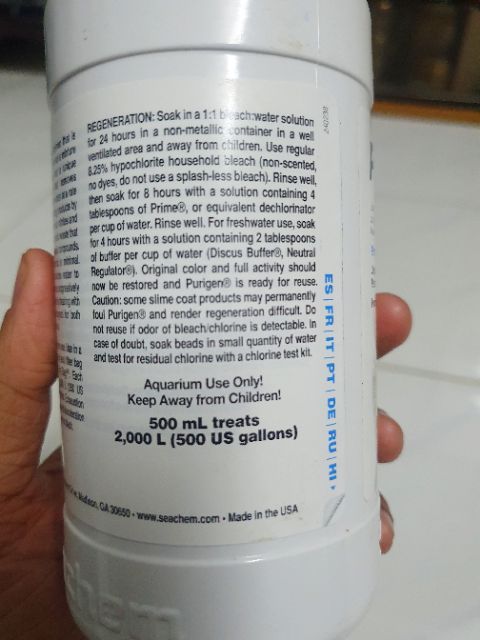 REGENERATION: Soak in a 1:1 bleach:water solution
for 24 hours in a non-metallic container in a well
ventilated area and away from children. Use regular
8.25% hypochlorite household bleach (non-scented,
no dyes, do not use a splash-less bleach). Rinse well,
then soak for 8 hours with a solution containing 4
tablespoons of Prime®, or equivalent dechlorinator
per cup of water. Rinse well. For freshwater use, soak
for 4 hours with a solution containing 2 tablespoons
of buffer per cup of water (Discus Buffer®, Neutral
Regulator®). Original color and full activity should
now be restored and Purigen® is ready for reuse.
Caution: some slime coat products may permanently
foul Purigen® and render regeneration difficult. Do
not reuse if odor of bleach/chlorine is detectable. In
case of doubt, soak beads in small quantity of water
and test for residual chlorine with a chlorine test kit.
Aquarium Use Only!
Keep Away from Children!
500 mL treats
2,000 L (500 US gallons)
Madison, GA 30650 • www.seachem.com • Made in the USA
ES | FR | IT | PT | DE | RU | HI
chem